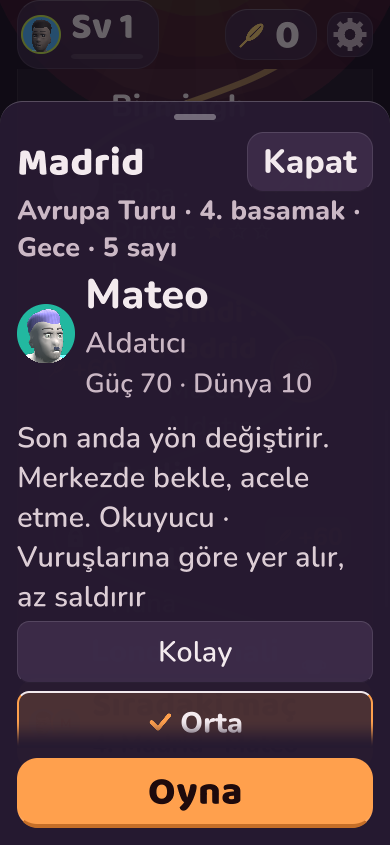 Sv 1
0
Madrid
Kapat
Avrupa Turu · 4. basamak ·
Gece · 5 sayı
Mateo
Aldatıcı
Güç 70 · Dünya 10
Son anda yön değiştirir.
Merkezde bekle, acele
etme. Okuyucu ·
Vuruşlarına göre yer alır,
az saldırır
Kolay
Orta
Oyna